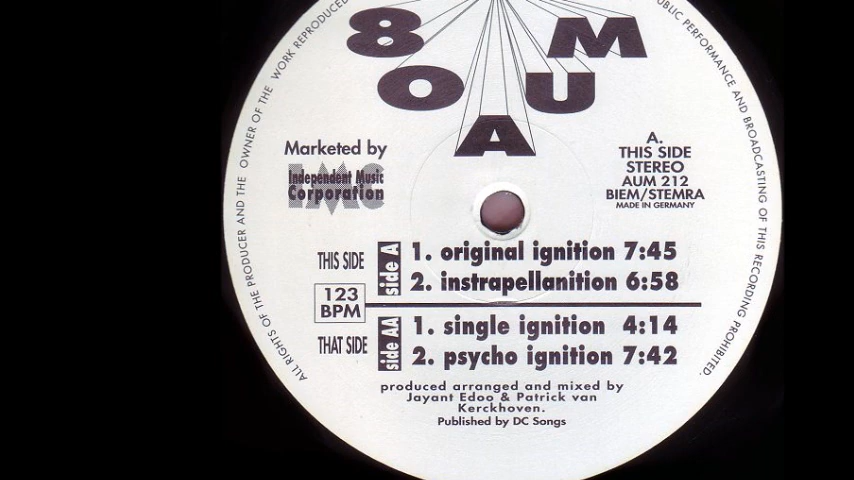 ALL RIGHTS OF THE PRODUCER AND THE OWNER OF THE WORK REPRODUCED
PUBLIC PERFORMANCE AND BROADCASTING OF THIS RECORDING PROHIBITED.
8 M
O U
A
Marketed by
IMC
Independent Music
Corporation
A.
THIS SIDE
STEREO
AUM 212
BIEM/STEMRA
MADE IN GERMANY
THIS SIDE
side A
1. original ignition 7:45
2. instrapellanition 6:58
123
BPM
THAT SIDE
side AA
1. single ignition 4:14
2. psycho ignition 7:42
produced arranged and mixed by
Jayant Edoo & Patrick van
Kerckhoven.
Published by DC Songs